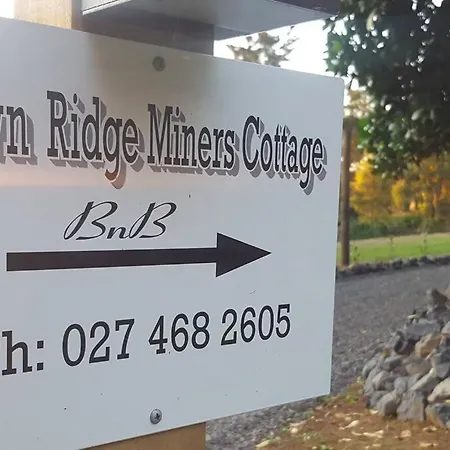 Ridge Miners Cottage
BnB
h: 027 468 2605